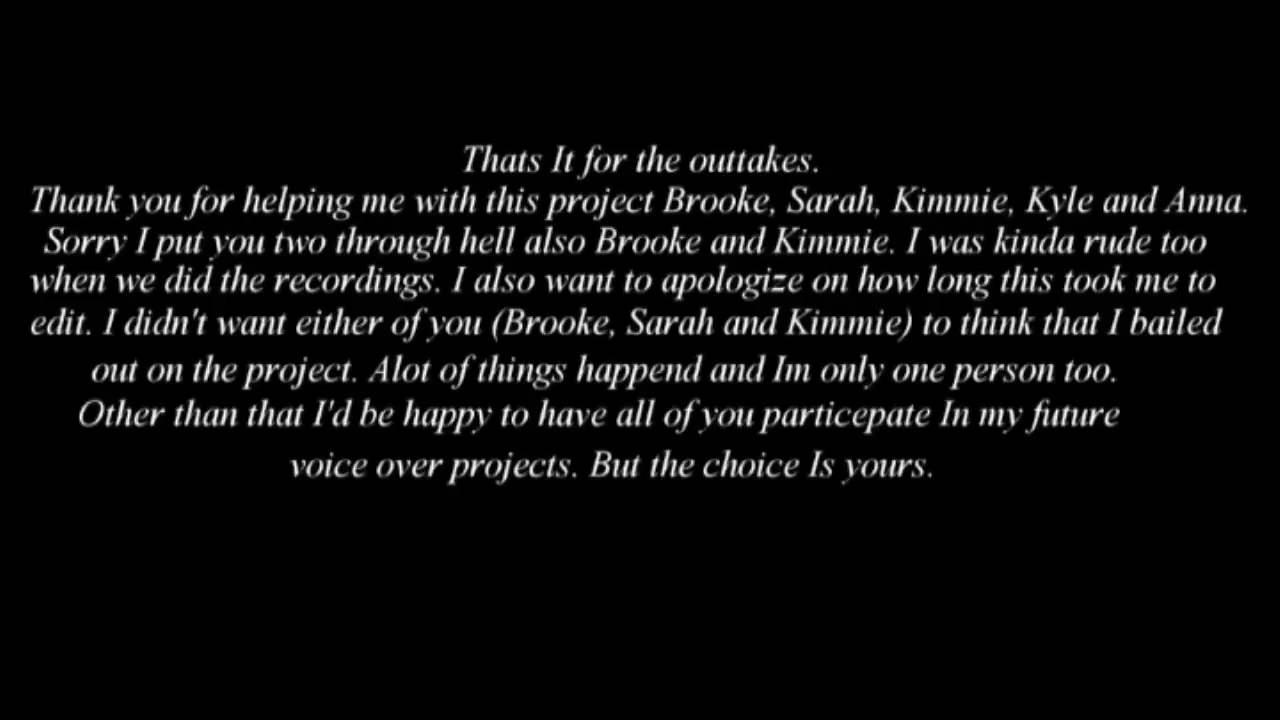 Thats It for the outtakes.
Thank you for helping me with this project Brooke, Sarah, Kimmie, Kyle and Anna.
Sorry I put you two through hell also Brooke and Kimmie. I was kinda rude too
when we did the recordings. I also want to apologize on how long this took me to
edit. I didn't want either of you (Brooke, Sarah and Kimmie) to think that I bailed
out on the project. Alot of things happend and Im only one person too.
Other than that I'd be happy to have all of you particepate In my future
voice over projects. But the choice Is yours.